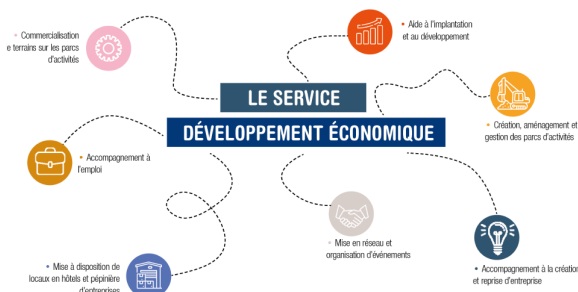 • Commercialisation
e terrains sur les parcs
d'activités
• Aide à l'implantation
et au développement
LE SERVICE
DÉVELOPPEMENT ÉCONOMIQUE
• Création, aménagement et
gestion des parcs d'activités
• Accompagnement à
l'emploi
• Mise en réseau et
organisation d'événements
• Mise à disposition de
locaux en hôtels et pépinière
d'entreprises
• Accompagnement à la création
et reprise d'entreprise